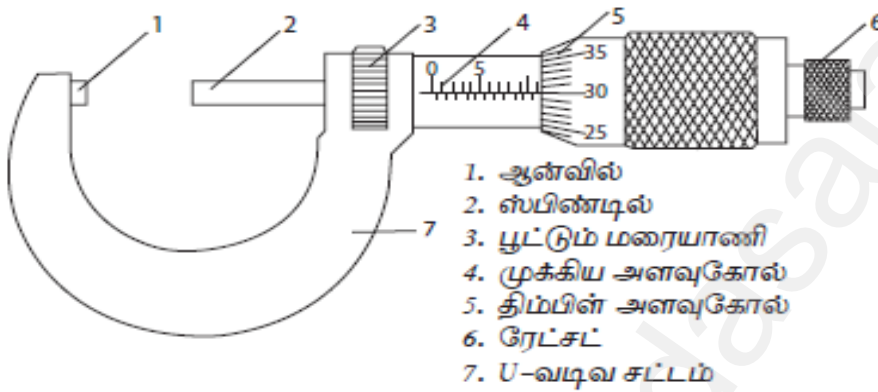 1 2 3 4 5 6
0 5
35
30
25
7
1. ஆன்வில்
2. ஸ்பிண்டில்
3. பூட்டும் மரையாணி
4. முக்கிய அளவுகோல்
5. திம்பிள் அளவுகோல்
6. ரேட்சட்
7. U-வடிவ சட்டம்